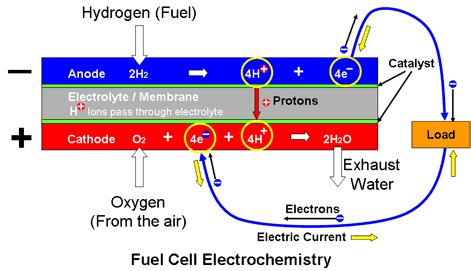 Hydrogen (Fuel)
− Anode 2H₂ 4H⁺ + 4e⁻
Catalyst
Electrolyte / Membrane
H⁺ Ions pass through electrolyte
Protons
+ Cathode O₂ + 4e⁻ + 4H⁺ 2H₂O
Load
Exhaust
Water
Oxygen
(From the air)
Electrons
Electric Current
Fuel Cell Electrochemistry